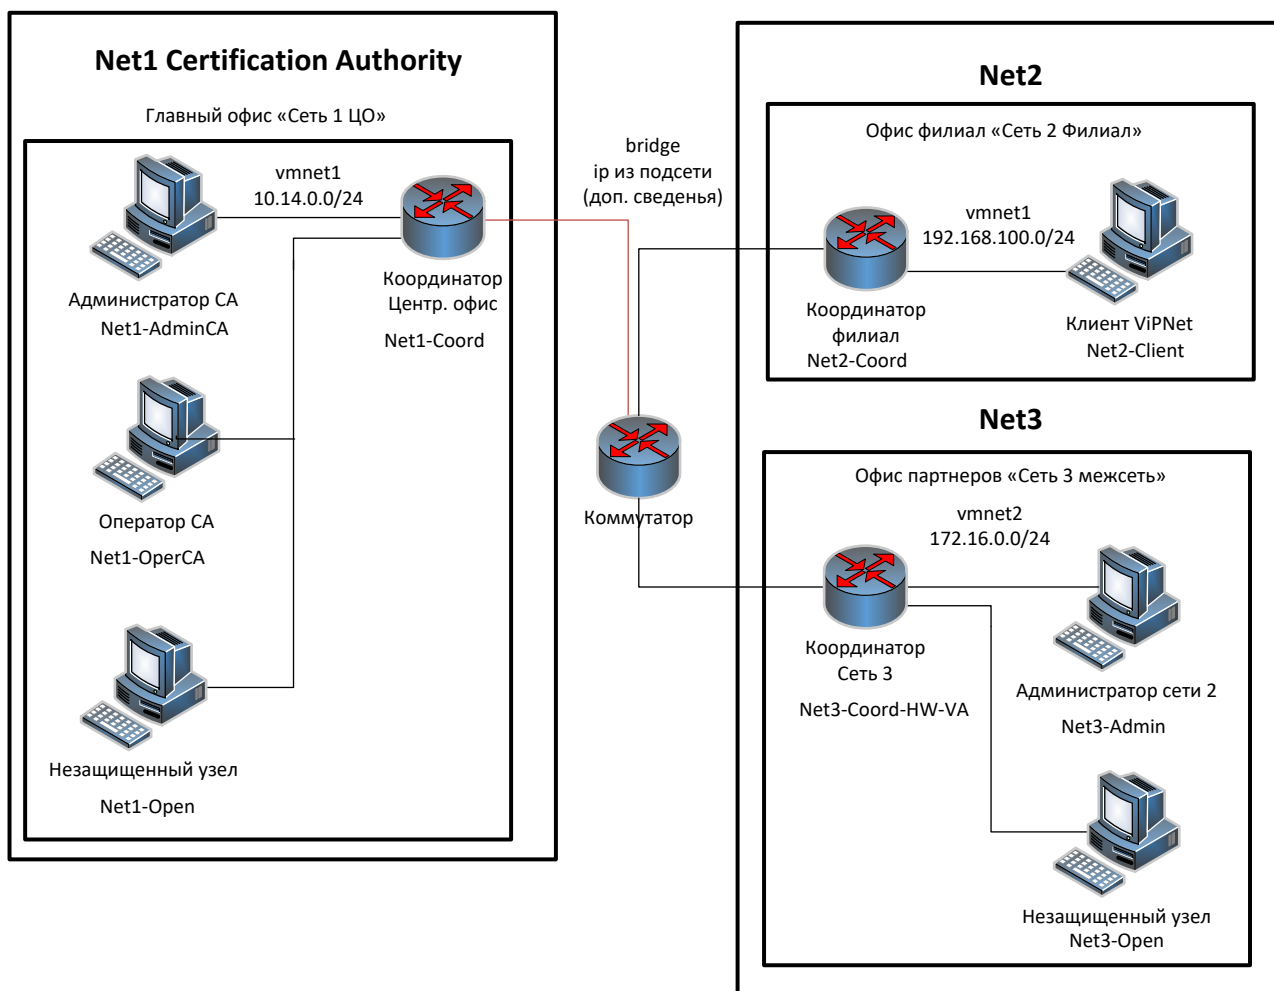 Net1 Certification Authority
Главный офис «Сеть 1 ЦО»
vmnet1
10.14.0.0/24
Администратор CA
Net1-AdminCA
Координатор
Центр. офис
Net1-Coord
Оператор CA
Net1-OperCA
Незащищенный узел
Net1-Open
bridge
ip из подсети
(доп. сведенья)
Коммутатор
Net2
Офис филиал «Сеть 2 Филиал»
vmnet1
192.168.100.0/24
Координатор
филиал
Net2-Coord
Клиент ViPNet
Net2-Client
Net3
Офис партнеров «Сеть 3 межсеть»
vmnet2
172.16.0.0/24
Координатор
Сеть 3
Net3-Coord-HW-VA
Администратор сети 2
Net3-Admin
Незащищенный узел
Net3-Open